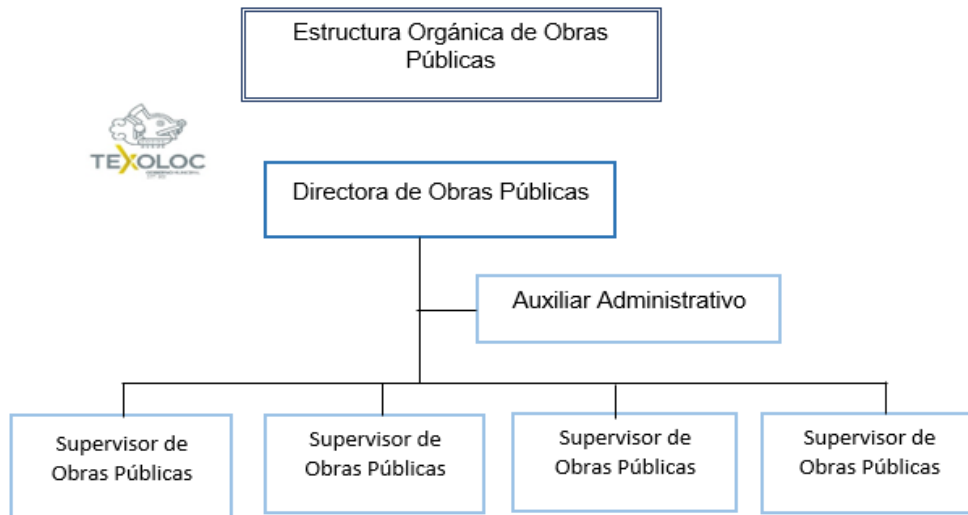 Estructura Orgánica de Obras
Públicas
TEXOLOC
Directora de Obras Públicas
Auxiliar Administrativo
Supervisor de
Obras Públicas
Supervisor de
Obras Públicas
Supervisor de
Obras Públicas
Supervisor de
Obras Públicas